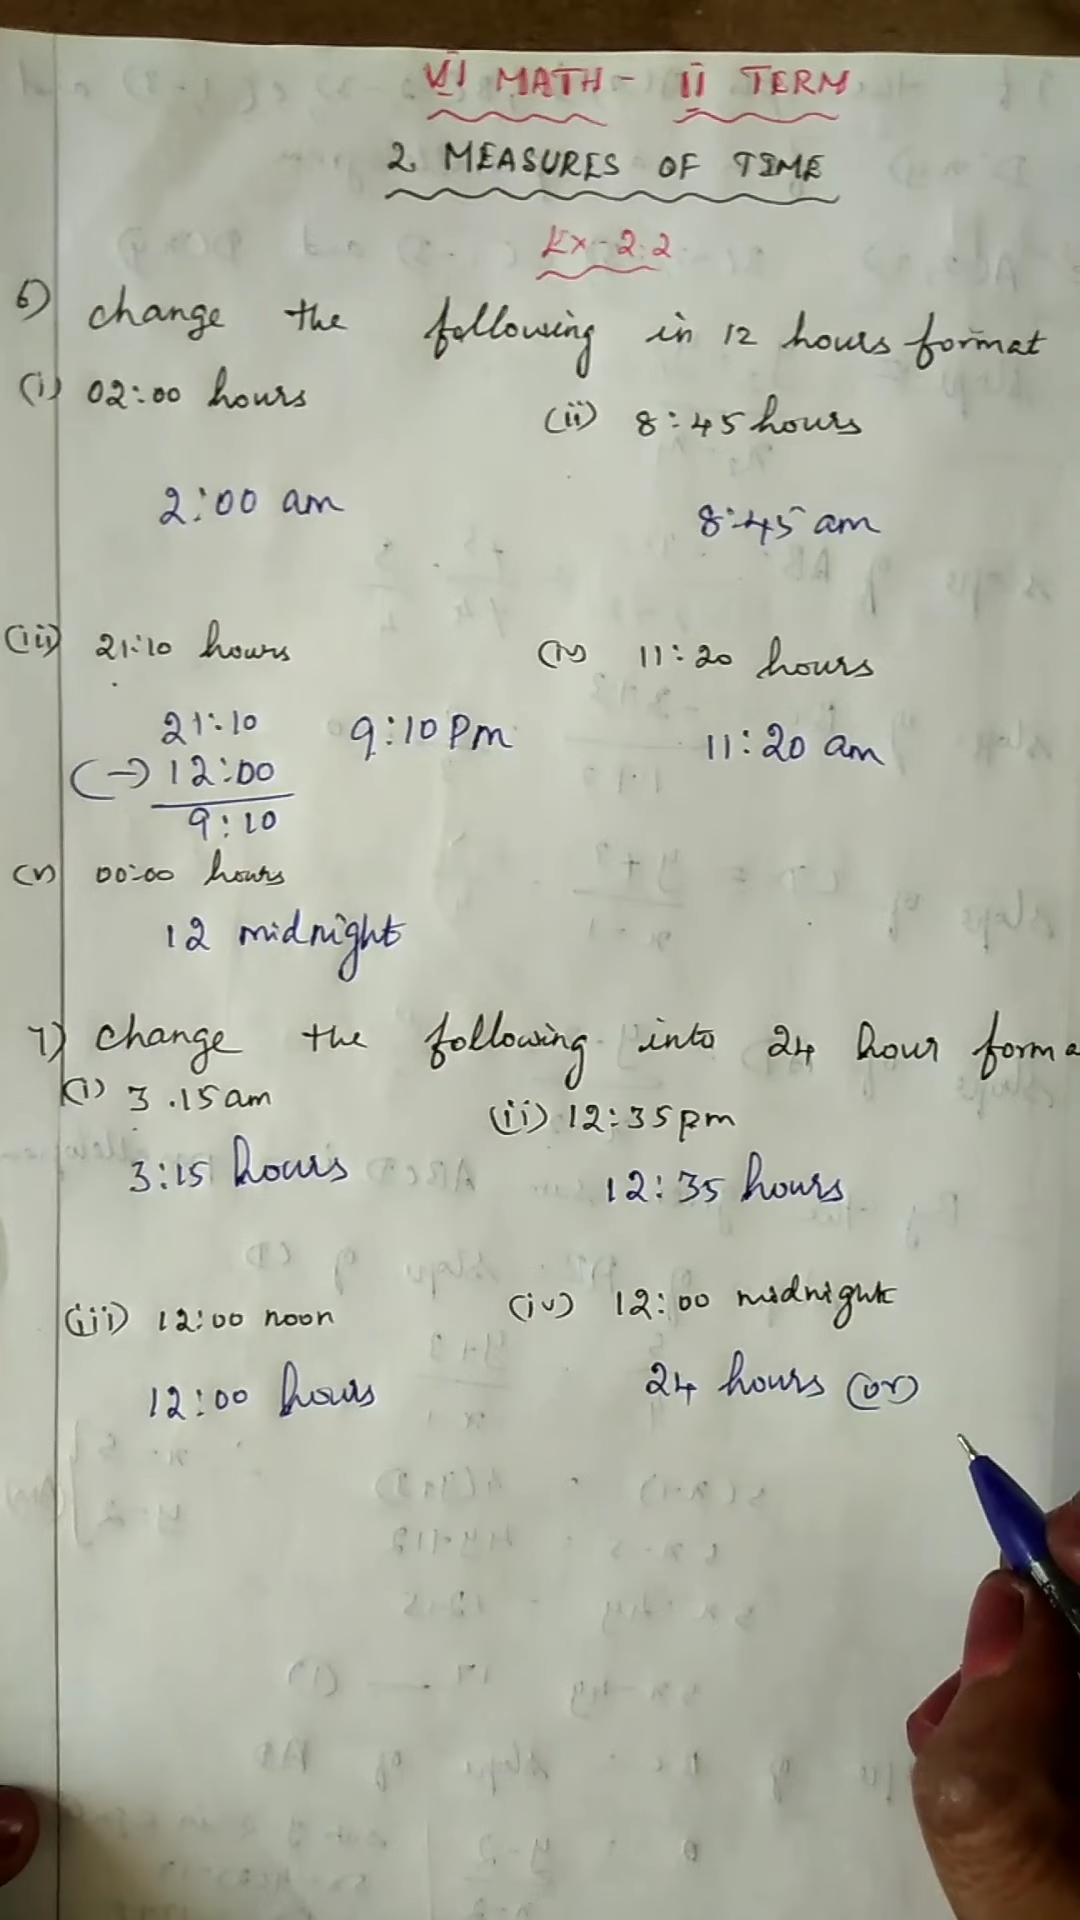 VI MATH - II TERM
2. MEASURES OF TIME
Ex-2.2
6) change the following in 12 hours format
(i) 02:00 hours
(ii) 8:45 hours
2:00 am
8:45 am
(iii) 21:10 hours
(iv) 11:20 hours
21:10
(-) 12:00
9:10
9:10 Pm
11:20 am
(v) 00:00 hours
12 midnight
7) change the following into 24 hour forma
(i) 3.15 am
(ii) 12:35 pm
3:15 hours
12:35 hours
(iii) 12:00 noon
(iv) 12:00 midnight
12:00 hours
24 hours (or)